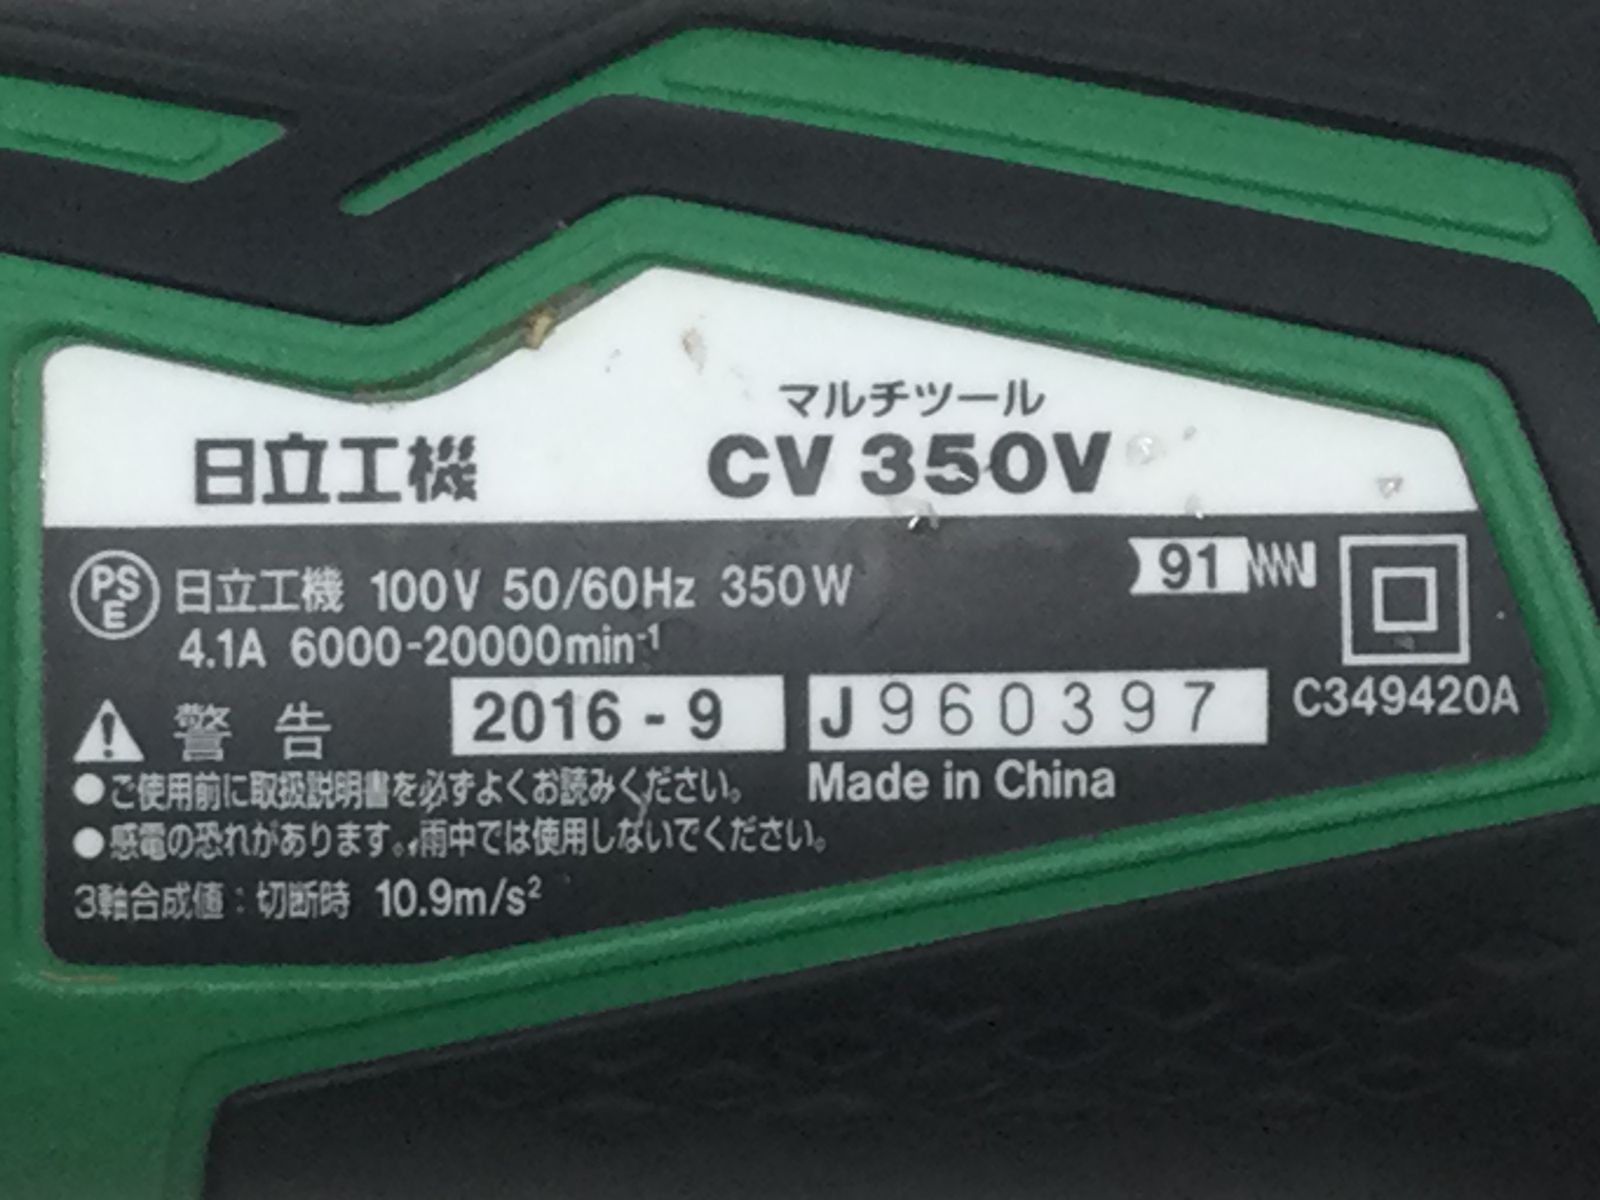 マルチツール
日立工機 CV 350V
PSE 日立工機 100V 50/60Hz 350W 91
4.1A 6000-20000min-1
警告 2016-9 J960397 C349420A
Made in China
●ご使用前に取扱説明書を必ずよくお読みください。
●感電の恐れがあります。雨中では使用しないでください。
3軸合成値：切断時 10.9m/s²